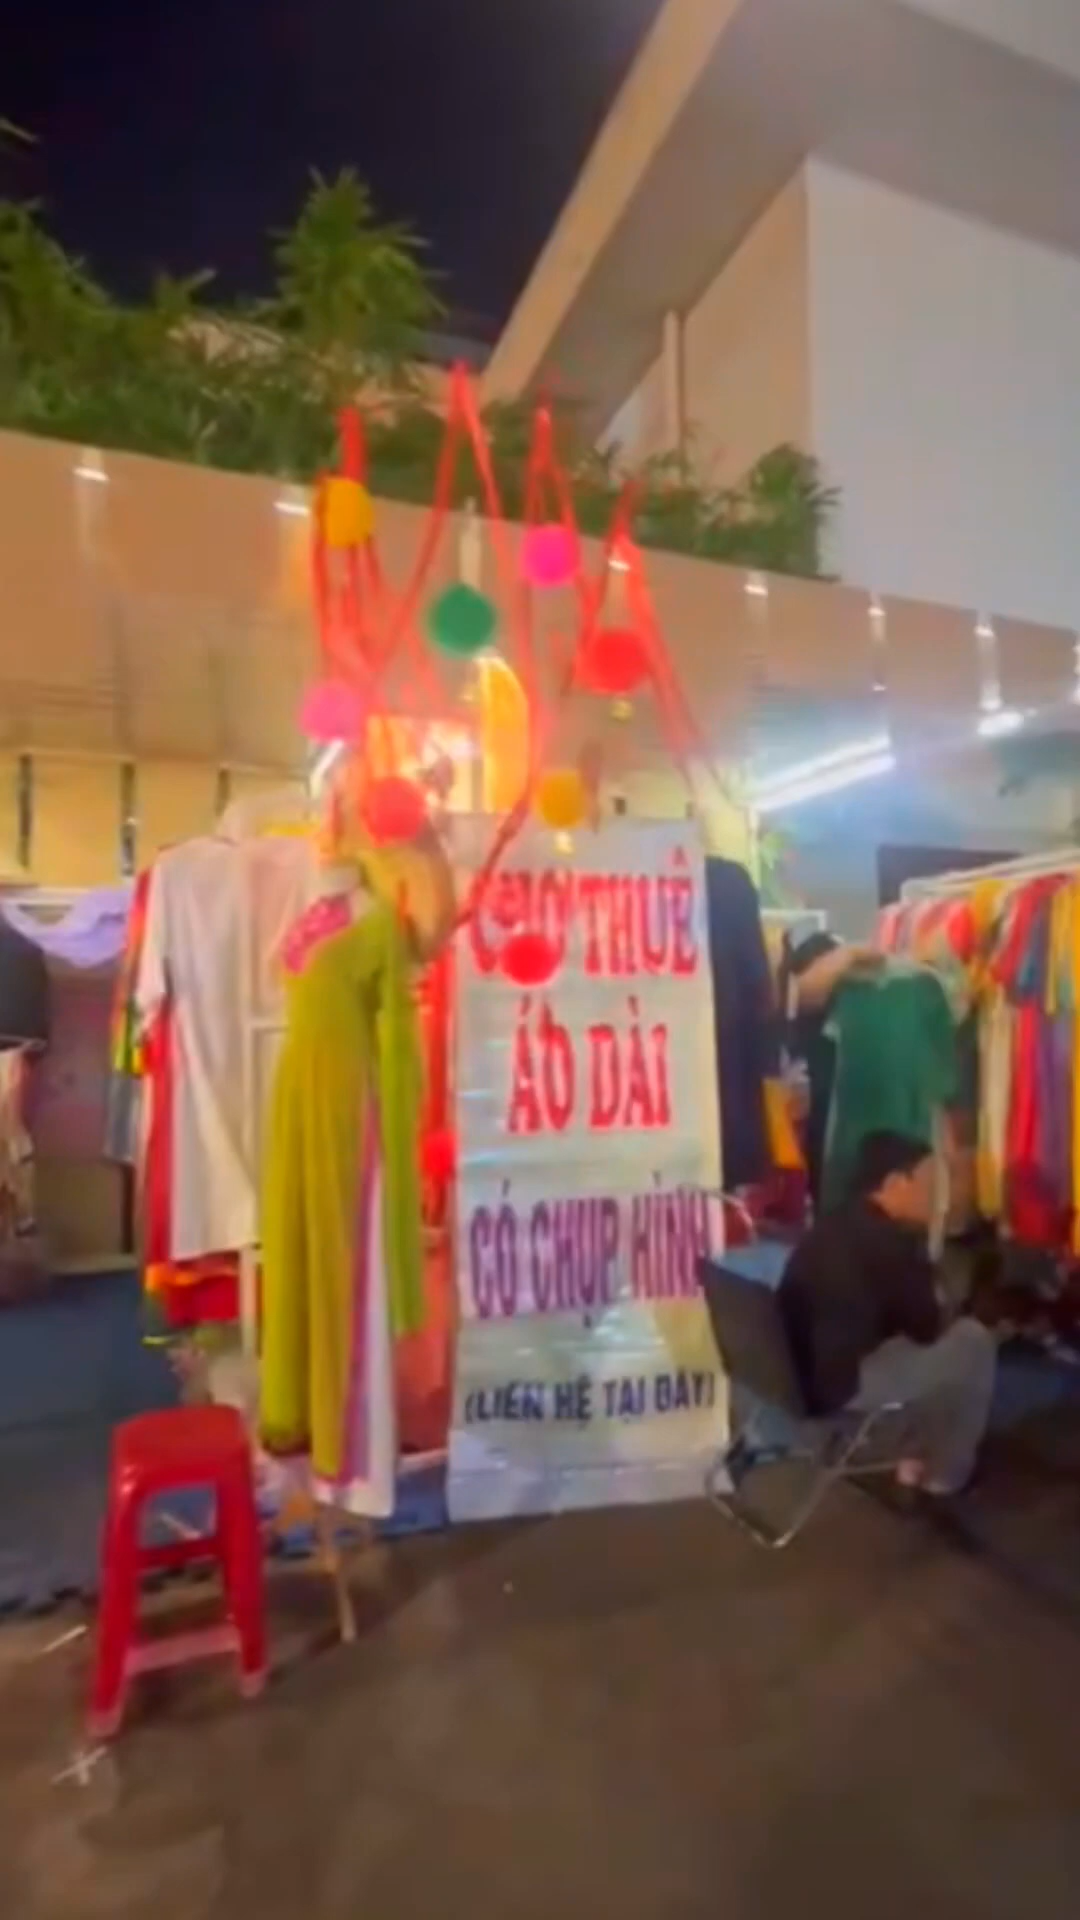 CHO THUÊ
ÁO DÀI
CÓ CHỤP HÌNH
(LIÊN HỆ TẠI ĐÂY)